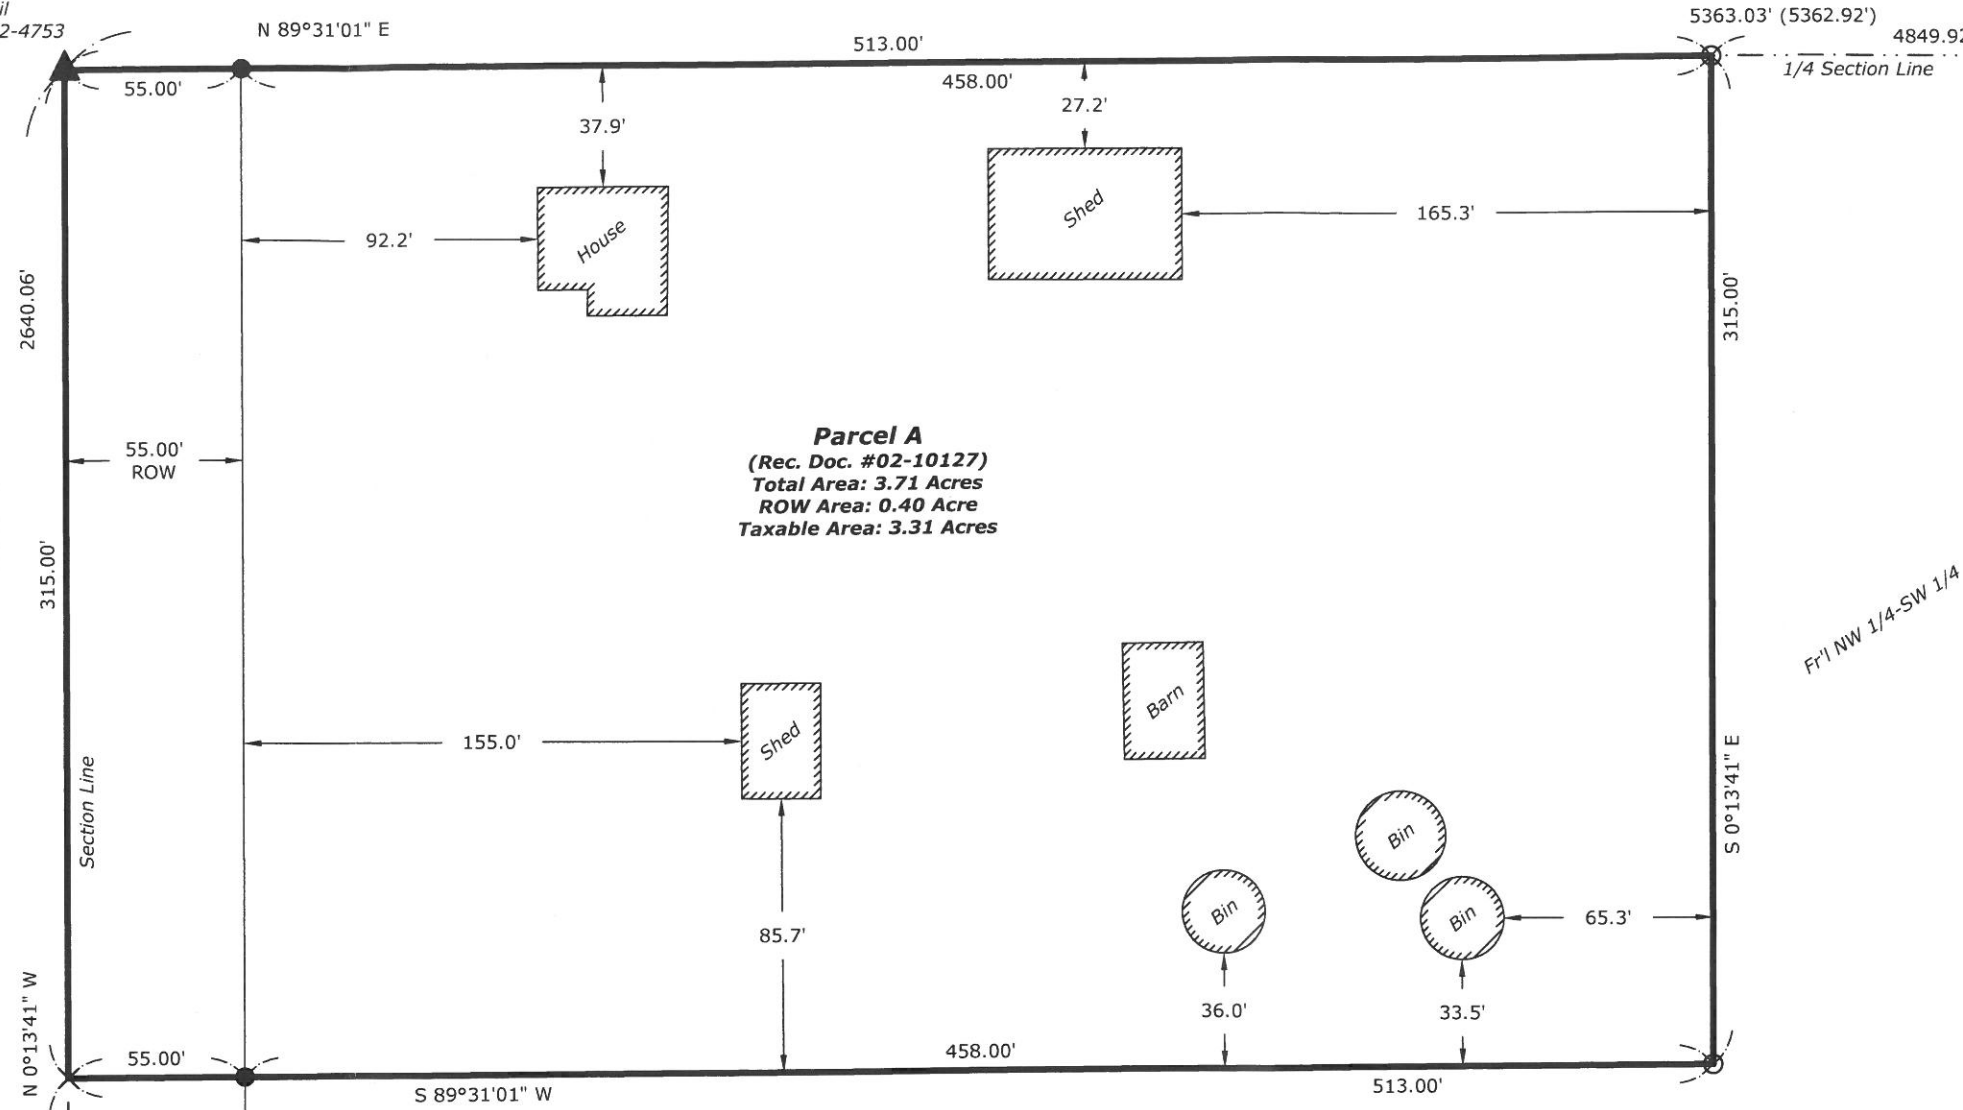 il
2-4753
N 89°31'01" E
513.00'
5363.03' (5362.92')
4849.92
1/4 Section Line
55.00'
458.00'
37.9'
27.2'
House
Shed
92.2'
165.3'
2640.06'
315.00'
55.00'
ROW
Parcel A
(Rec. Doc. #02-10127)
Total Area: 3.71 Acres
ROW Area: 0.40 Acre
Taxable Area: 3.31 Acres
315.00'
Fr'l NW 1/4-SW 1/4
Barn
155.0'
Shed
Section Line
S 0°13'41" E
Bin
Bin
Bin
65.3'
85.7'
36.0'
33.5'
N 0°13'41" W
55.00'
458.00'
S 89°31'01" W
513.00'